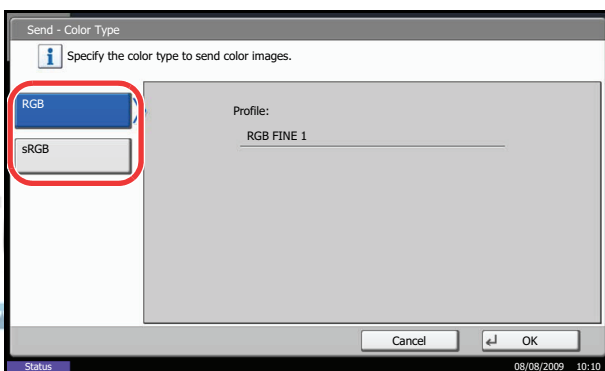 Send - Color Type
Specify the color type to send color images.
RGB
Profile:
RGB FINE 1
sRGB
Cancel
OK
Status
08/08/2009 10:10